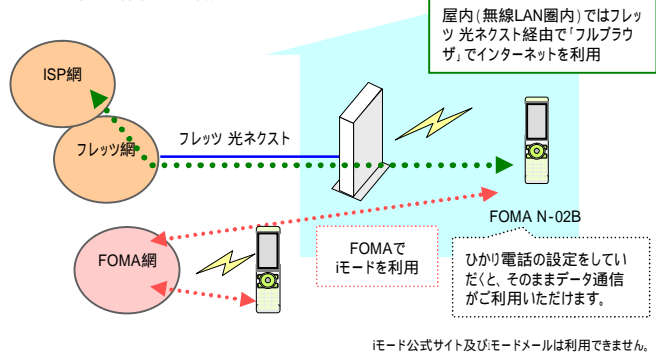 屋内(無線LAN圏内)ではフレッ
ツ 光ネクスト経由で「フルブラウ
ザ」でインターネットを利用
ISP網
フレッツ 光ネクスト
フレッツ網
FOMA N-02B
FOMA網
FOMAで
iモードを利用
ひかり電話の設定をしてい
だくと、そのままデータ通信
がご利用いただけます。
iモード公式サイト及びiモードメールは利用できません。